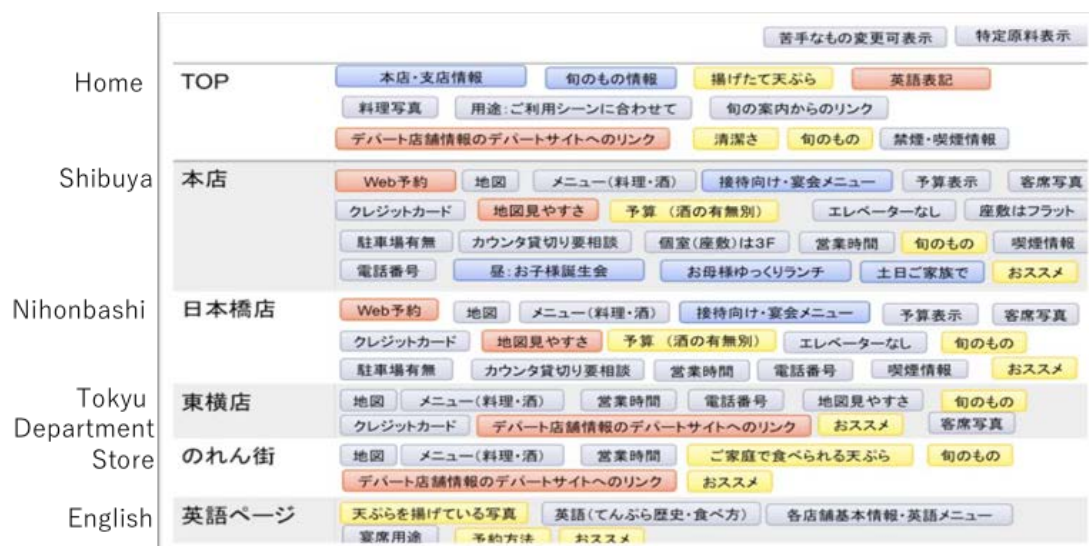 苦手なもの変更可表示 特定原料表示
Home TOP 本店・支店情報 旬のもの情報 揚げたて天ぷら 英語表記
料理写真 用途:ご利用シーンに合わせて 旬の案内からのリンク
デパート店舗情報のデパートサイトへのリンク 清潔さ 旬のもの 禁煙・喫煙情報
Shibuya 本店 Web予約 地図 メニュー(料理・酒) 接待向け・宴会メニュー 予算表示 客席写真
クレジットカード 地図見やすさ 予算 (酒の有無別) エレベーターなし 座敷はフラット
駐車場有無 カウンタ貸切り要相談 個室(座敷)は3F 営業時間 旬のもの 喫煙情報
電話番号 昼:お子様誕生会 お母様ゆっくりランチ 土日ご家族で おススメ
Nihonbashi 日本橋店 Web予約 地図 メニュー(料理・酒) 接待向け・宴会メニュー 予算表示 客席写真
クレジットカード 地図見やすさ 予算 (酒の有無別) エレベーターなし 旬のもの
駐車場有無 カウンタ貸切り要相談 営業時間 電話番号 喫煙情報 おススメ
Tokyu 東横店 地図 メニュー(料理・酒) 営業時間 電話番号 地図見やすさ 旬のもの
Department クレジットカード デパート店舗情報のデパートサイトへのリンク おススメ 客席写真
Store のれん街 地図 メニュー(料理・酒) 営業時間 ご家庭で食べられる天ぷら 旬のもの
デパート店舗情報のデパートサイトへのリンク おススメ
English 英語ページ 天ぷらを揚げている写真 英語(てんぷら歴史・食べ方) 各店舗基本情報・英語メニュー
宴席用途 予約方法 おススメ